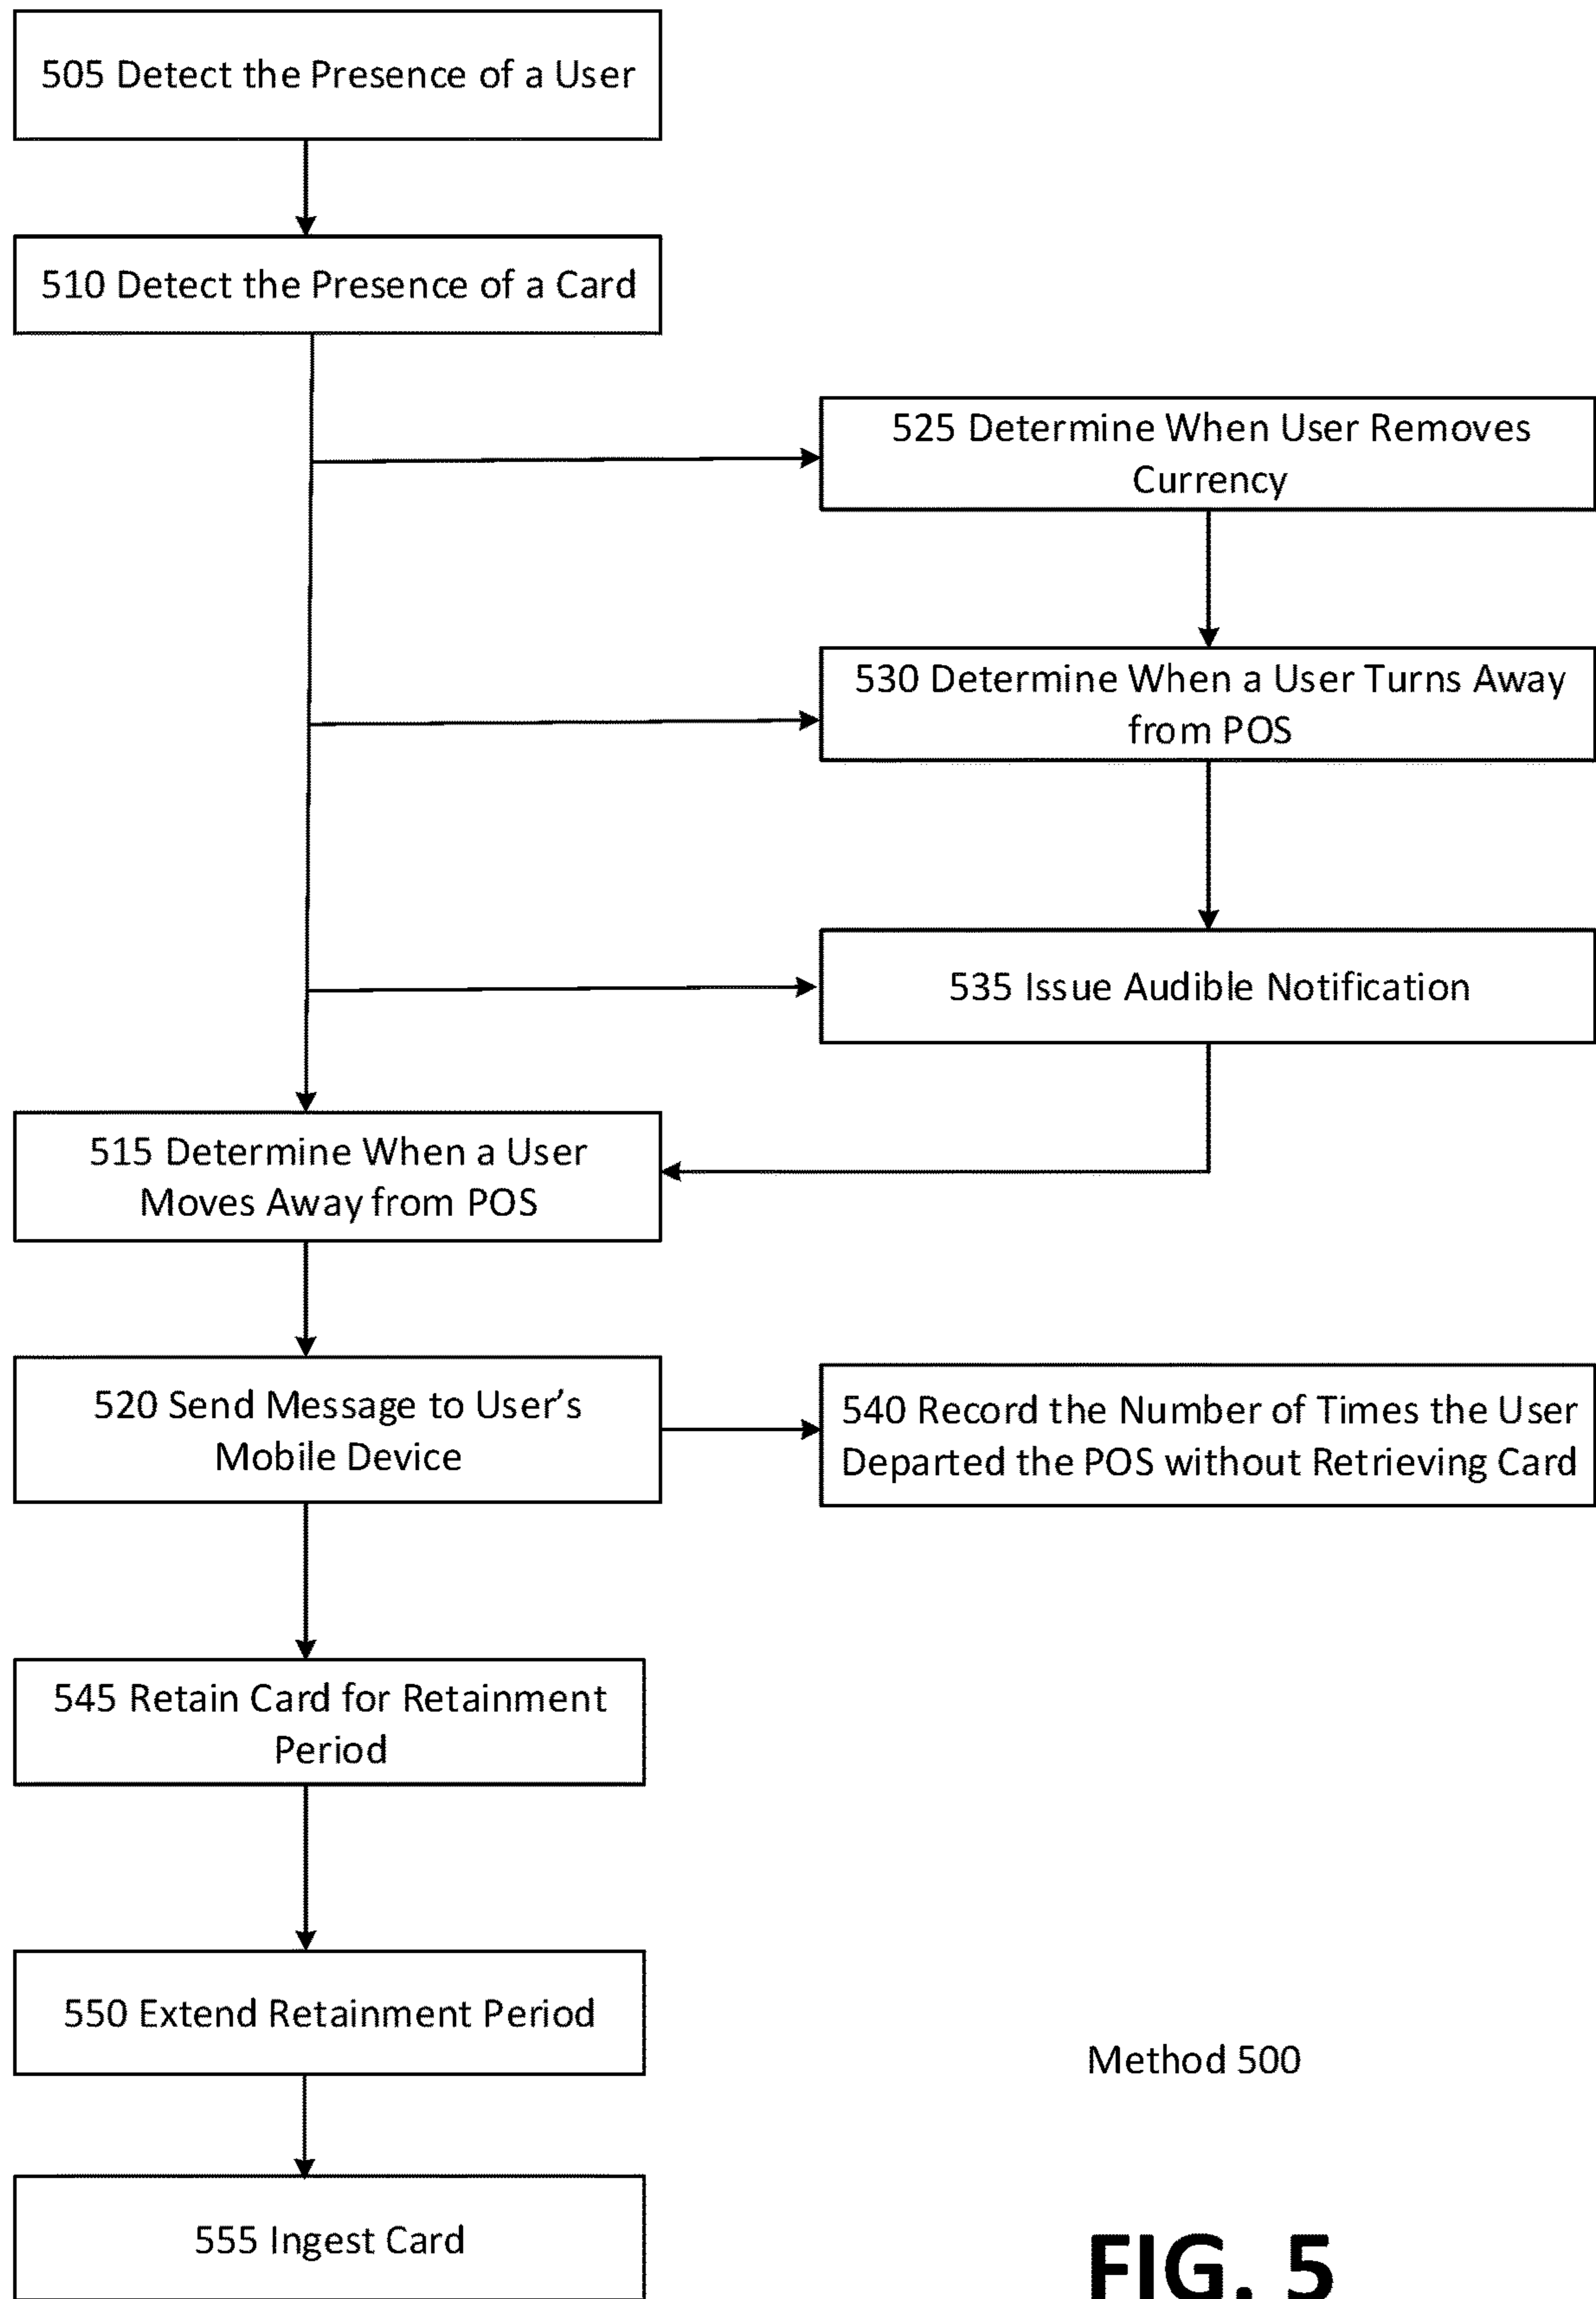 505 Detect the Presence of a User
510 Detect the Presence of a Card
525 Determine When User Removes
Currency
530 Determine When a User Turns Away
from POS
535 Issue Audible Notification
515 Determine When a User
Moves Away from POS
520 Send Message to User's
Mobile Device
540 Record the Number of Times the User
Departed the POS without Retrieving Card
545 Retain Card for Retainment
Period
550 Extend Retainment Period
Method 500
555 Ingest Card
FIG. 5